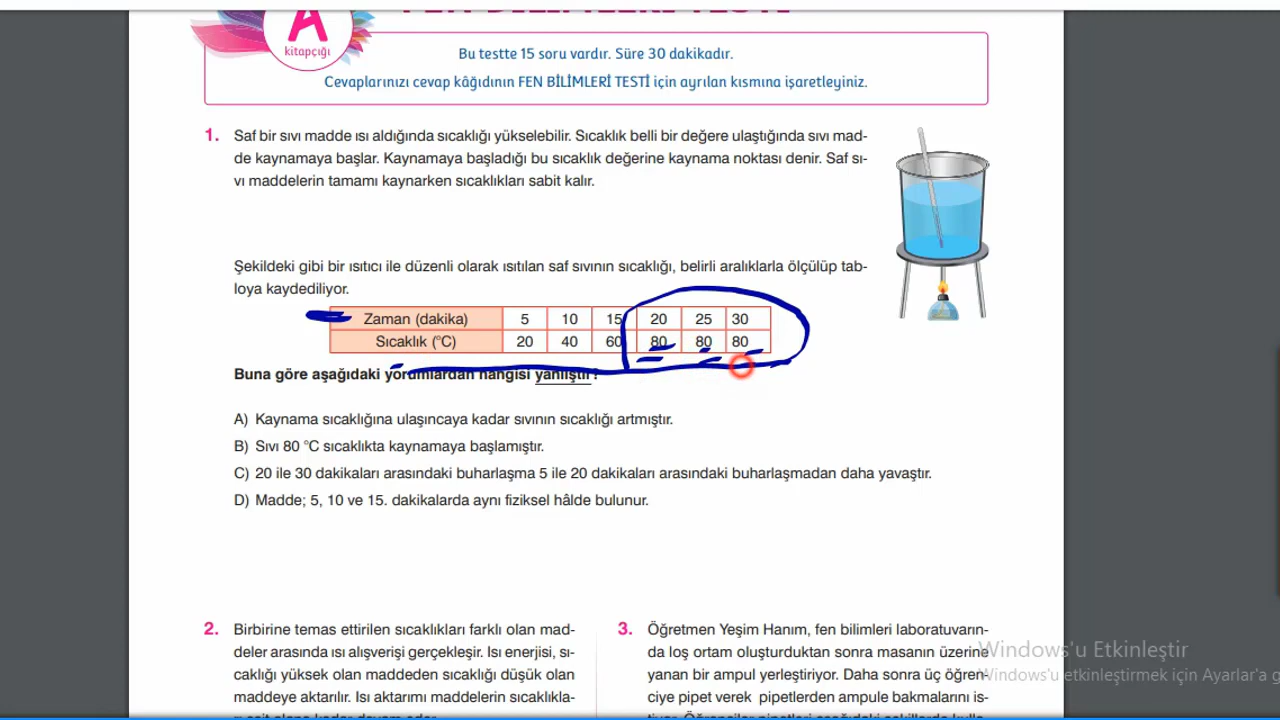 FEN BİLİMLERİ TESTİ
A
kitapçığı
Bu testte 15 soru vardır. Süre 30 dakikadır.
Cevaplarınızı cevap kâğıdının FEN BİLİMLERİ TESTİ için ayrılan kısmına işaretleyiniz.
1. Saf bir sıvı madde ısı aldığında sıcaklığı yükselebilir. Sıcaklık belli bir değere ulaştığında sıvı mad-
de kaynamaya başlar. Kaynamaya başladığı bu sıcaklık değerine kaynama noktası denir. Saf sı-
vı maddelerin tamamı kaynarken sıcaklıkları sabit kalır.
Şekildeki gibi bir ısıtıcı ile düzenli olarak ısıtılan saf sıvının sıcaklığı, belirli aralıklarla ölçülüp tab-
loya kaydediliyor.
Zaman (dakika) 5 10 15 20 25 30
Sıcaklık (°C) 20 40 60 80 80 80
Buna göre aşağıdaki yorumlardan hangisi yanlıştır?
A) Kaynama sıcaklığına ulaşıncaya kadar sıvının sıcaklığı artmıştır.
B) Sıvı 80 °C sıcaklıkta kaynamaya başlamıştır.
C) 20 ile 30 dakikaları arasındaki buharlaşma 5 ile 20 dakikaları arasındaki buharlaşmadan daha yavaştır.
D) Madde; 5, 10 ve 15. dakikalarda aynı fiziksel hâlde bulunur.
2. Birbirine temas ettirilen sıcaklıkları farklı olan mad-
deler arasında ısı alışverişi gerçekleşir. Isı enerjisi, sı-
caklığı yüksek olan maddeden sıcaklığı düşük olan
maddeye aktarılır. Isı aktarımı maddelerin sıcaklıkla-
3. Öğretmen Yeşim Hanım, fen bilimleri laboratuvarın-
da loş ortam oluşturduktan sonra masanın üzerine
yanan bir ampul yerleştiriyor. Daha sonra üç öğren-
ciye pipet verek pipetlerden ampule bakmalarını is-
Windows'u Etkinleştir
Windows'u etkinleştirmek için Ayarlar'a g